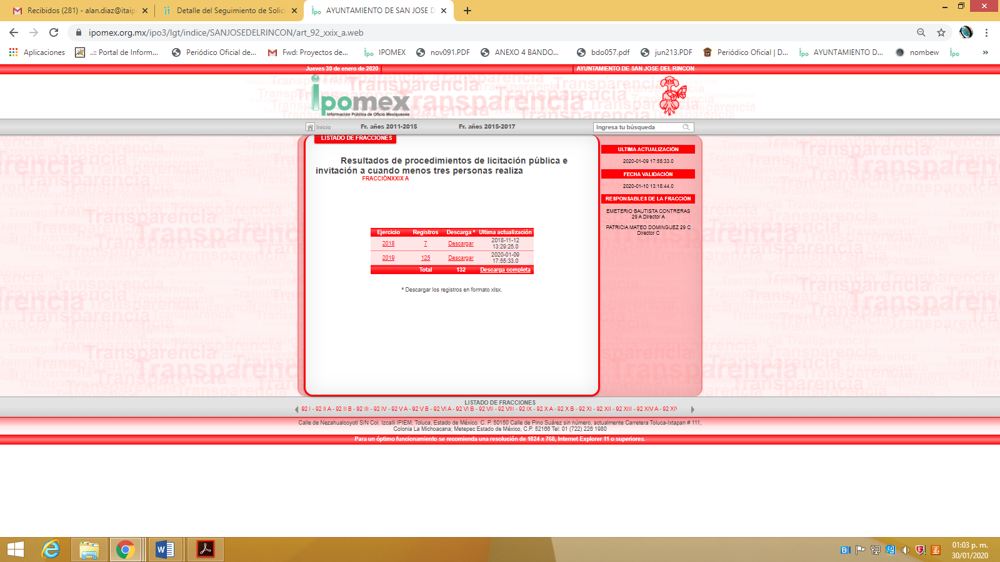 Recibidos (281) - alan.diaz@itaip
Detalle del Seguimiento de Solici
AYUNTAMIENTO DE SAN JOSE D
ipomex.org.mx/ipo3/lgt/indice/SANJOSEDELRINCON/art_92_xxix_a.web
Aplicaciones
..:: Portal de Inform...
Periódico Oficial de...
Fwd: Proyectos de...
IPOMEX
nov091.PDF
ANEXO 4 BANDO...
bdo057.pdf
jun213.PDF
Periódico Oficial | D...
AYUNTAMIENTO D...
nombew
Jueves 30 de enero de 2020
AYUNTAMIENTO DE SAN JOSE DEL RINCON
ipomex
Información Pública de Oficio Mexiquense
Transparencia
Inicio
Fr. años 2011-2015
Fr. años 2015-2017
Ingresa tu búsqueda
LISTADO DE FRACCIONES
Resultados de procedimientos de licitación pública e
invitación a cuando menos tres personas realiza
FRACCIÓNXXIX A
Ejercicio Registros Descarga * Ultima actualización
2018 7 Descargar 2018-11-12
13:29:25.0
2019 126 Descargar 2020-01-09
17:55:33.0
Total 132 Descarga completa
* Descargar los registros en formato xlsx.
ULTIMA ACTUALIZACIÓN
2020-01-09 17:55:33.0
FECHA VALIDACIÓN
2020-01-10 13:18:44.0
RESPONSABLES DE LA FRACCIÓN
EMETERIO BAUTISTA CONTRERAS
29 A Director A
PATRICIA MATEO DOMINGUEZ 29 C
Director C
LISTADO DE FRACCIONES
92 I - 92 II A - 92 II B - 92 III - 92 IV - 92 V A - 92 V B - 92 VI A - 92 VI B - 92 VII - 92 VIII - 92 IX - 92 X A - 92 X B - 92 XI - 92 XII - 92 XIII - 92 XIV A - 92 XIV
Calle de Nezahualcoyotl S/N Col. Izcalli IPIEM, Toluca, Estado de México. C. P. 50150 Calle de Pino Suárez sin número, actualmente Carretera Toluca-Ixtapan # 111,
Colonia La Michoacana; Metepec Estado de México, C.P. 52166 Tel: 01 (722) 226 1980
Para un óptimo funcionamiento se recomienda una resolución de 1024 x 768, Internet Explorer 11 o superiores.
01:03 p. m.
30/01/2020